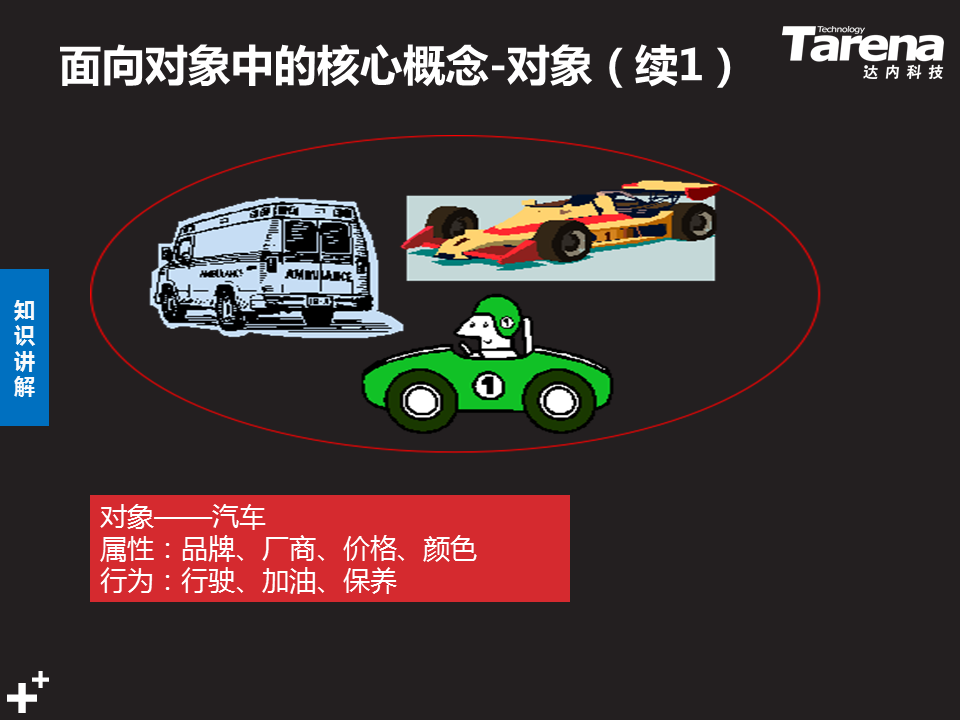 面向对象中的核心概念-对象（续1）
Technology
Tarena
达内科技
知识讲解
AMBULANCE
AMBULANCE
1
1
对象——汽车
属性：品牌、厂商、价格、颜色
行为：行驶、加油、保养